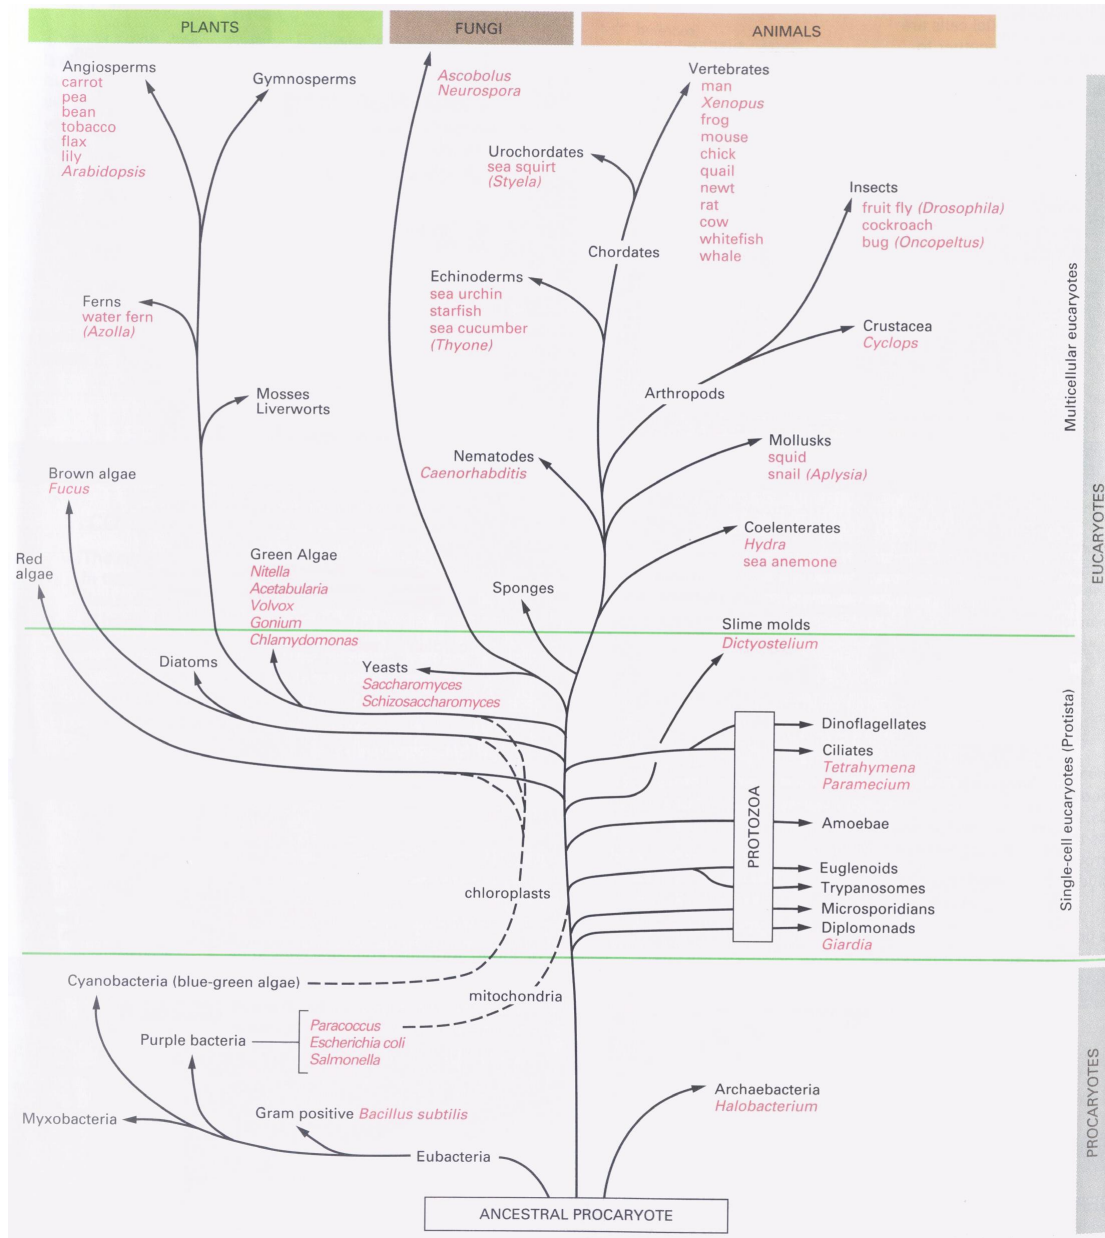 PLANTS
FUNGI
ANIMALS
Angiosperms
carrot
pea
bean
tobacco
flax
lily
Arabidopsis
Gymnosperms
Ascobolus
Neurospora
Vertebrates
man
Xenopus
frog
mouse
chick
quail
newt
rat
cow
whitefish
whale
Urochordates
sea squirt
(Styela)
Insects
fruit fly (Drosophila)
cockroach
bug (Oncopeltus)
Chordates
Echinoderms
sea urchin
starfish
sea cucumber
(Thyone)
Ferns
water fern
(Azolla)
Crustacea
Cyclops
Arthropods
Mosses
Liverworts
Mollusks
squid
snail (Aplysia)
Nematodes
Caenorhabditis
Brown algae
Fucus
Coelenterates
Hydra
sea anemone
Red
algae
Green Algae
Nitella
Acetabularia
Volvox
Gonium
Chlamydomonas
Sponges
Multicellular eucaryotes
EUCARYOTES
Slime molds
Dictyostelium
Diatoms
Yeasts
Saccharomyces
Schizosaccharomyces
PROTOZOA
Dinoflagellates
Ciliates
Tetrahymena
Paramecium
Amoebae
Euglenoids
Trypanosomes
Microsporidians
Diplomonads
Giardia
Single-cell eucaryotes (Protista)
chloroplasts
Cyanobacteria (blue-green algae)
mitochondria
Purple bacteria
Paracoccus
Escherichia coli
Salmonella
Archaebacteria
Halobacterium
Myxobacteria
Gram positive Bacillus subtilis
Eubacteria
PROCARYOTES
ANCESTRAL PROCARYOTE